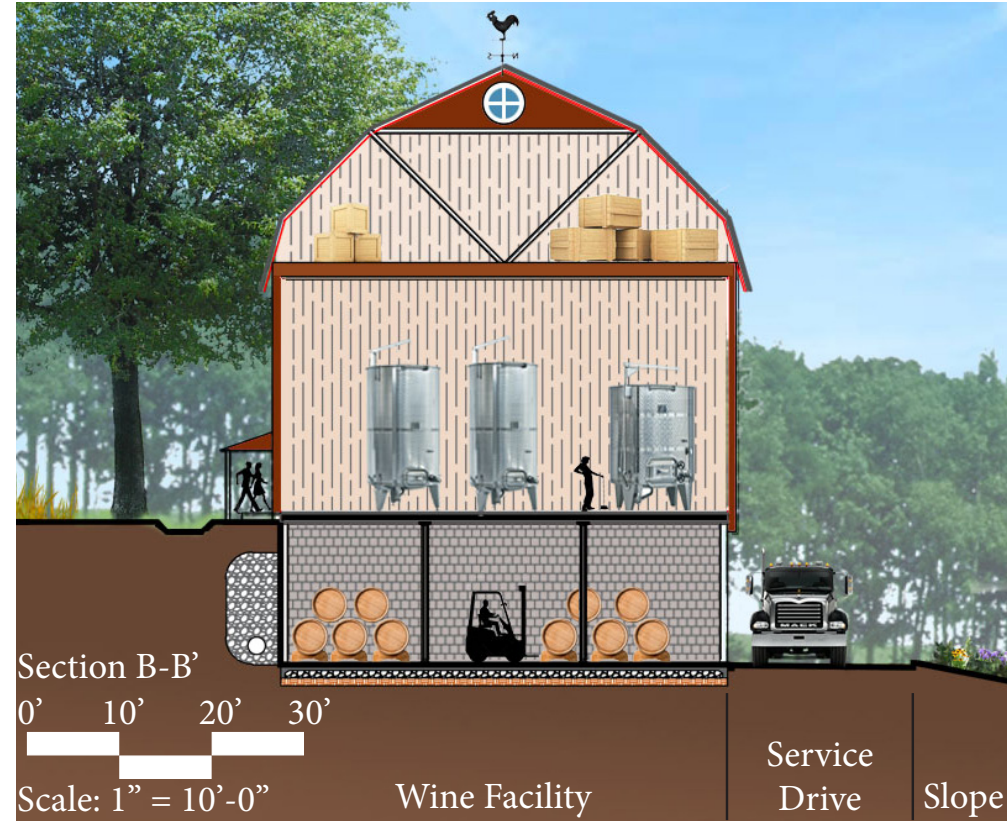 S N
MACK
Section B-B’
0’ 10’ 20’ 30’
Scale: 1” = 10’-0”
Wine Facility
Service
Drive
Slope